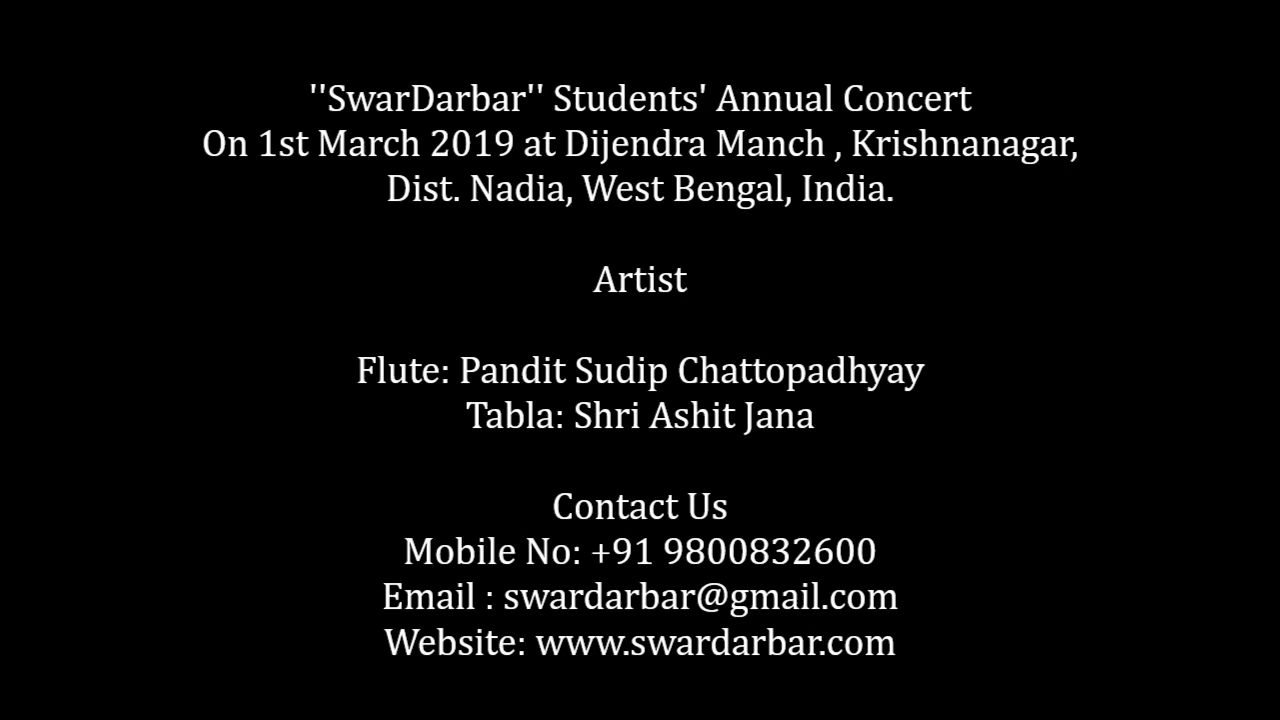 ''SwarDarbar'' Students' Annual Concert
On 1st March 2019 at Dijendra Manch , Krishnanagar,
Dist. Nadia, West Bengal, India.
Artist
Flute: Pandit Sudip Chattopadhyay
Tabla: Shri Ashit Jana
Contact Us
Mobile No: +91 9800832600
Email : swardarbar@gmail.com
Website: www.swardarbar.com